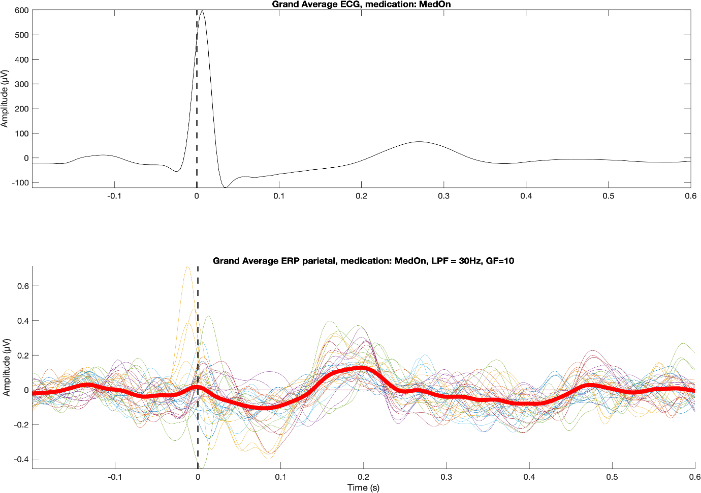 Grand Average ECG, medication: MedOn
Amplitude (µV)
600
500
400
300
200
100
0
-100
-0.1 0 0.1 0.2 0.3 0.4 0.5 0.6
Grand Average ERP parietal, medication: MedOn, LPF = 30Hz, GF=10
Amplitude (µV)
0.6
0.4
0.2
0
-0.2
-0.4
-0.1 0 0.1 0.2 0.3 0.4 0.5 0.6
Time (s)